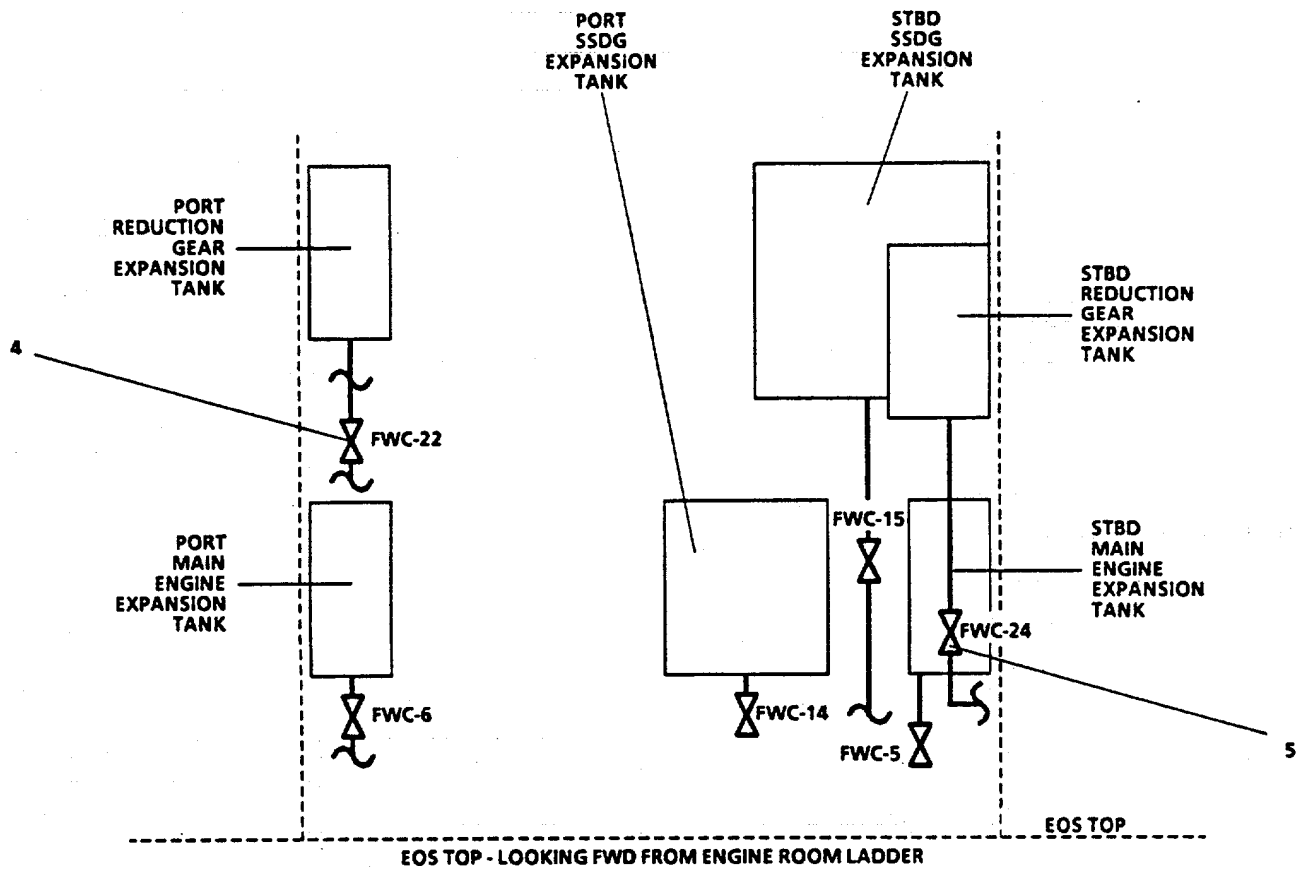 PORT
SSDG
EXPANSION
TANK
STBD
SSDG
EXPANSION
TANK
PORT
REDUCTION
GEAR
EXPANSION
TANK
STBD
REDUCTION
GEAR
EXPANSION
TANK
4
FWC-22
PORT
MAIN
ENGINE
EXPANSION
TANK
FWC-15
STBD
MAIN
ENGINE
EXPANSION
TANK
FWC-24
FWC-6
FWC-14
FWC-5
5
EOS TOP
EOS TOP - LOOKING FWD FROM ENGINE ROOM LADDER